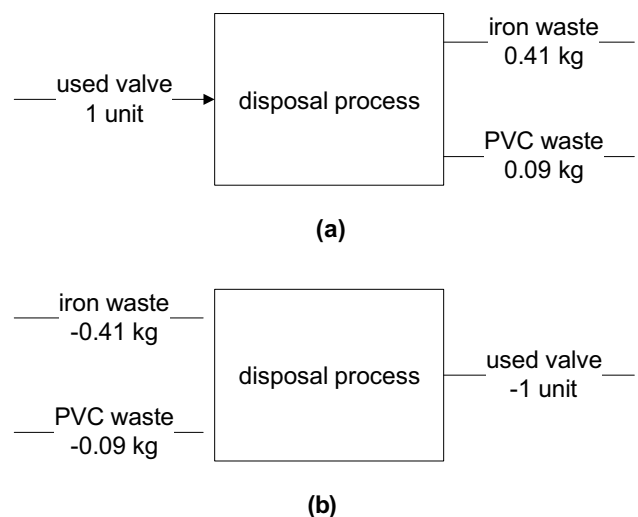 used valve
1 unit
disposal process
iron waste
0.41 kg
PVC waste
0.09 kg
(a)
iron waste
-0.41 kg
PVC waste
-0.09 kg
disposal process
used valve
-1 unit
(b)